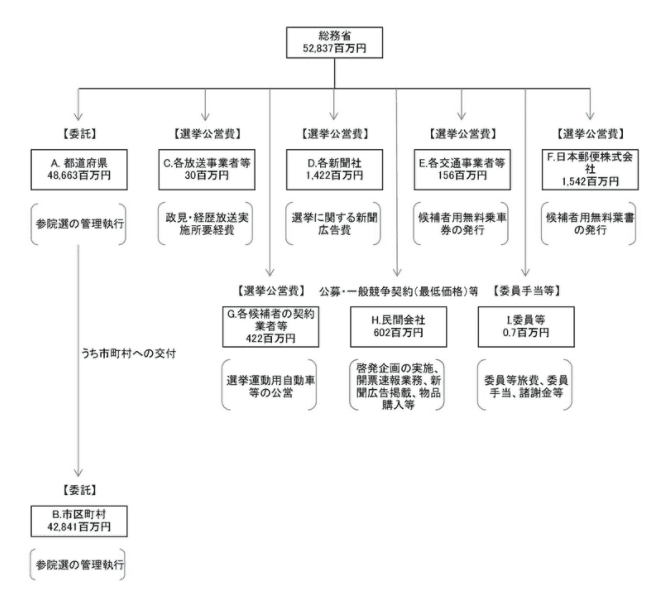 総務省
52,837百万円
【委託】
A. 都道府県
48,663百万円
参院選の管理執行
【選挙公営費】
C.各放送事業者等
30百万円
政見・経歴放送実
施所要経費
【選挙公営費】
D.各新聞社
1,422百万円
選挙に関する新聞
広告費
【選挙公営費】
E.各交通事業者等
156百万円
候補者用無料乗車
券の発行
【選挙公営費】
F.日本郵便株式会
社
1,542百万円
候補者用無料葉書
の発行
【選挙公営費】
G.各候補者の契約
業者等
422百万円
選挙運動用自動車
等の公営
公募・一般競争契約(最低価格)等
H.民間会社
602百万円
啓発企画の実施、
開票速報業務、新
聞広告掲載、物品
購入等
【委員手当等】
I.委員等
0.7百万円
委員等旅費、委員
手当、諸謝金等
うち市町村への交付
【委託】
B.市区町村
42,841百万円
参院選の管理執行